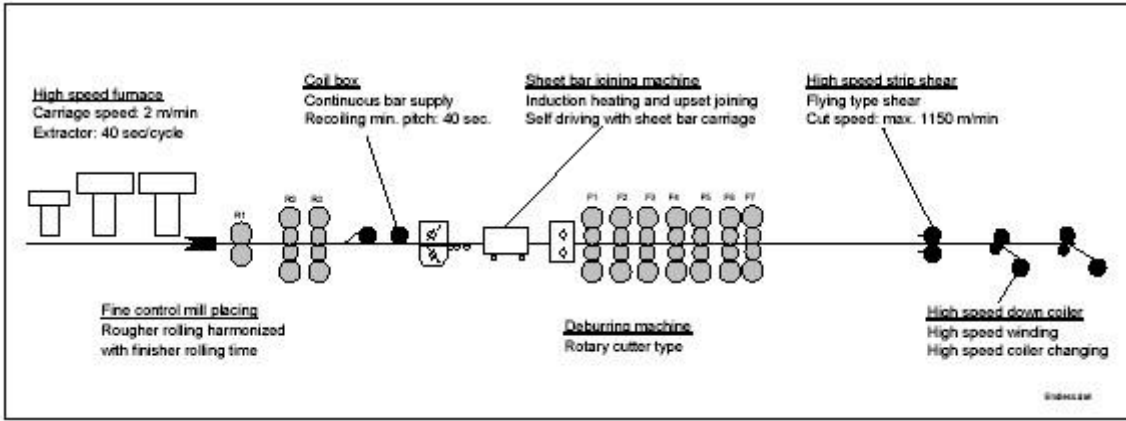 High speed furnace
Carriage speed: 2 m/min
Extractor: 40 sec/cycle
Coil box
Continuous bar supply
Recoiling min. pitch: 40 sec.
Sheet bar joining machine
Induction heating and upset joining
Self driving with sheet bar carriage
High speed strip shear
Flying type shear
Cut speed: max. 1150 m/min
R1
R2
R3
F1
F2
F3
F4
F5
F6
F7
Fine control mill placing
Rougher rolling harmonized
with finisher rolling time
Deburring machine
Rotary cutter type
High speed down coiler
High speed winding
High speed coiler changing